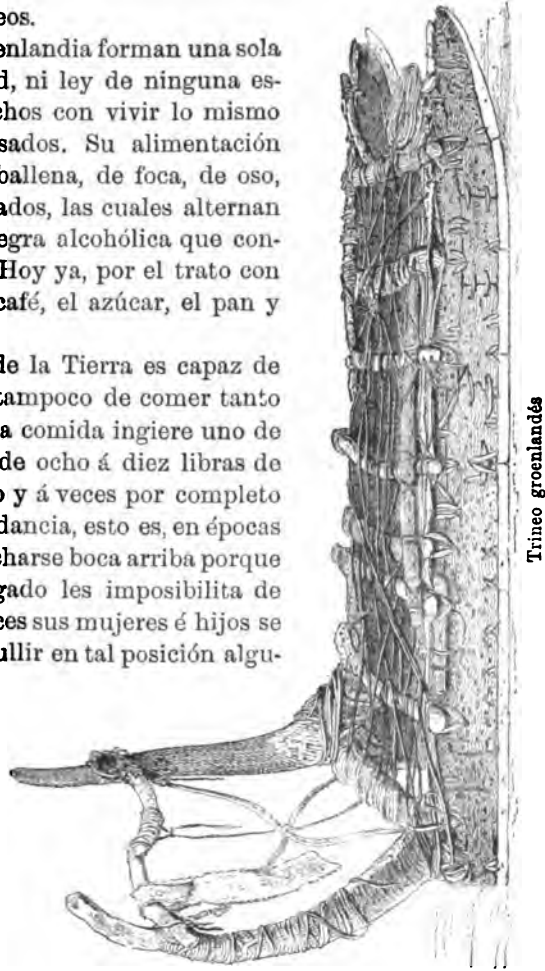 eos.
enlandia forman una sola
d, ni ley de ninguna es-
chos con vivir lo mismo
sados. Su alimentación
ballena, de foca, de oso,
ados, las cuales alternan
egra alcohólica que con-
Hoy ya, por el trato con
café, el azúcar, el pan y
de la Tierra es capaz de
tampoco de comer tanto
a comida ingiere uno de
de ocho á diez libras de
o y á veces por completo
dancia, esto es, en épocas
charse boca arriba porque
gado les imposibilita de
ces sus mujeres é hijos se
ullir en tal posición algu-
Trineo groenlandés